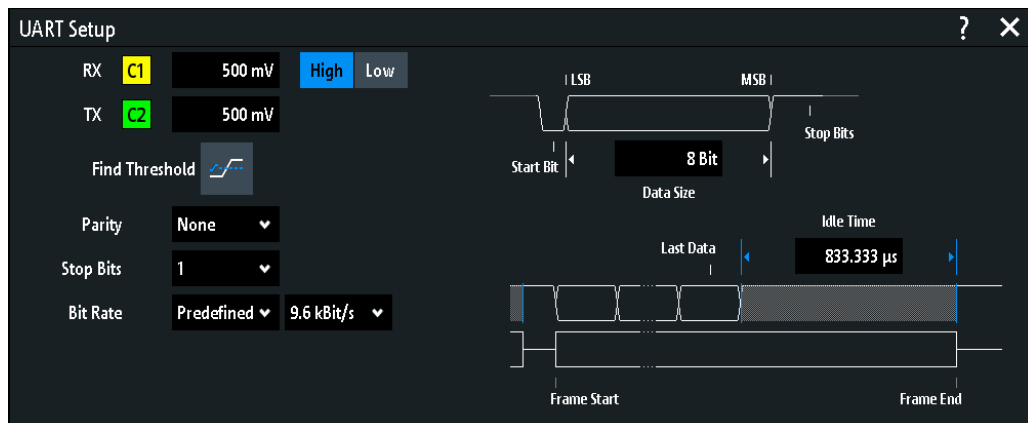 UART Setup ? ✕
RX C1 500 mV High Low
TX C2 500 mV
Find Threshold
Parity None
Stop Bits 1
Bit Rate Predefined 9.6 kBit/s
LSB MSB
Stop Bits
Start Bit 8 Bit
Data Size
Idle Time
Last Data 833.333 µs
Frame Start Frame End